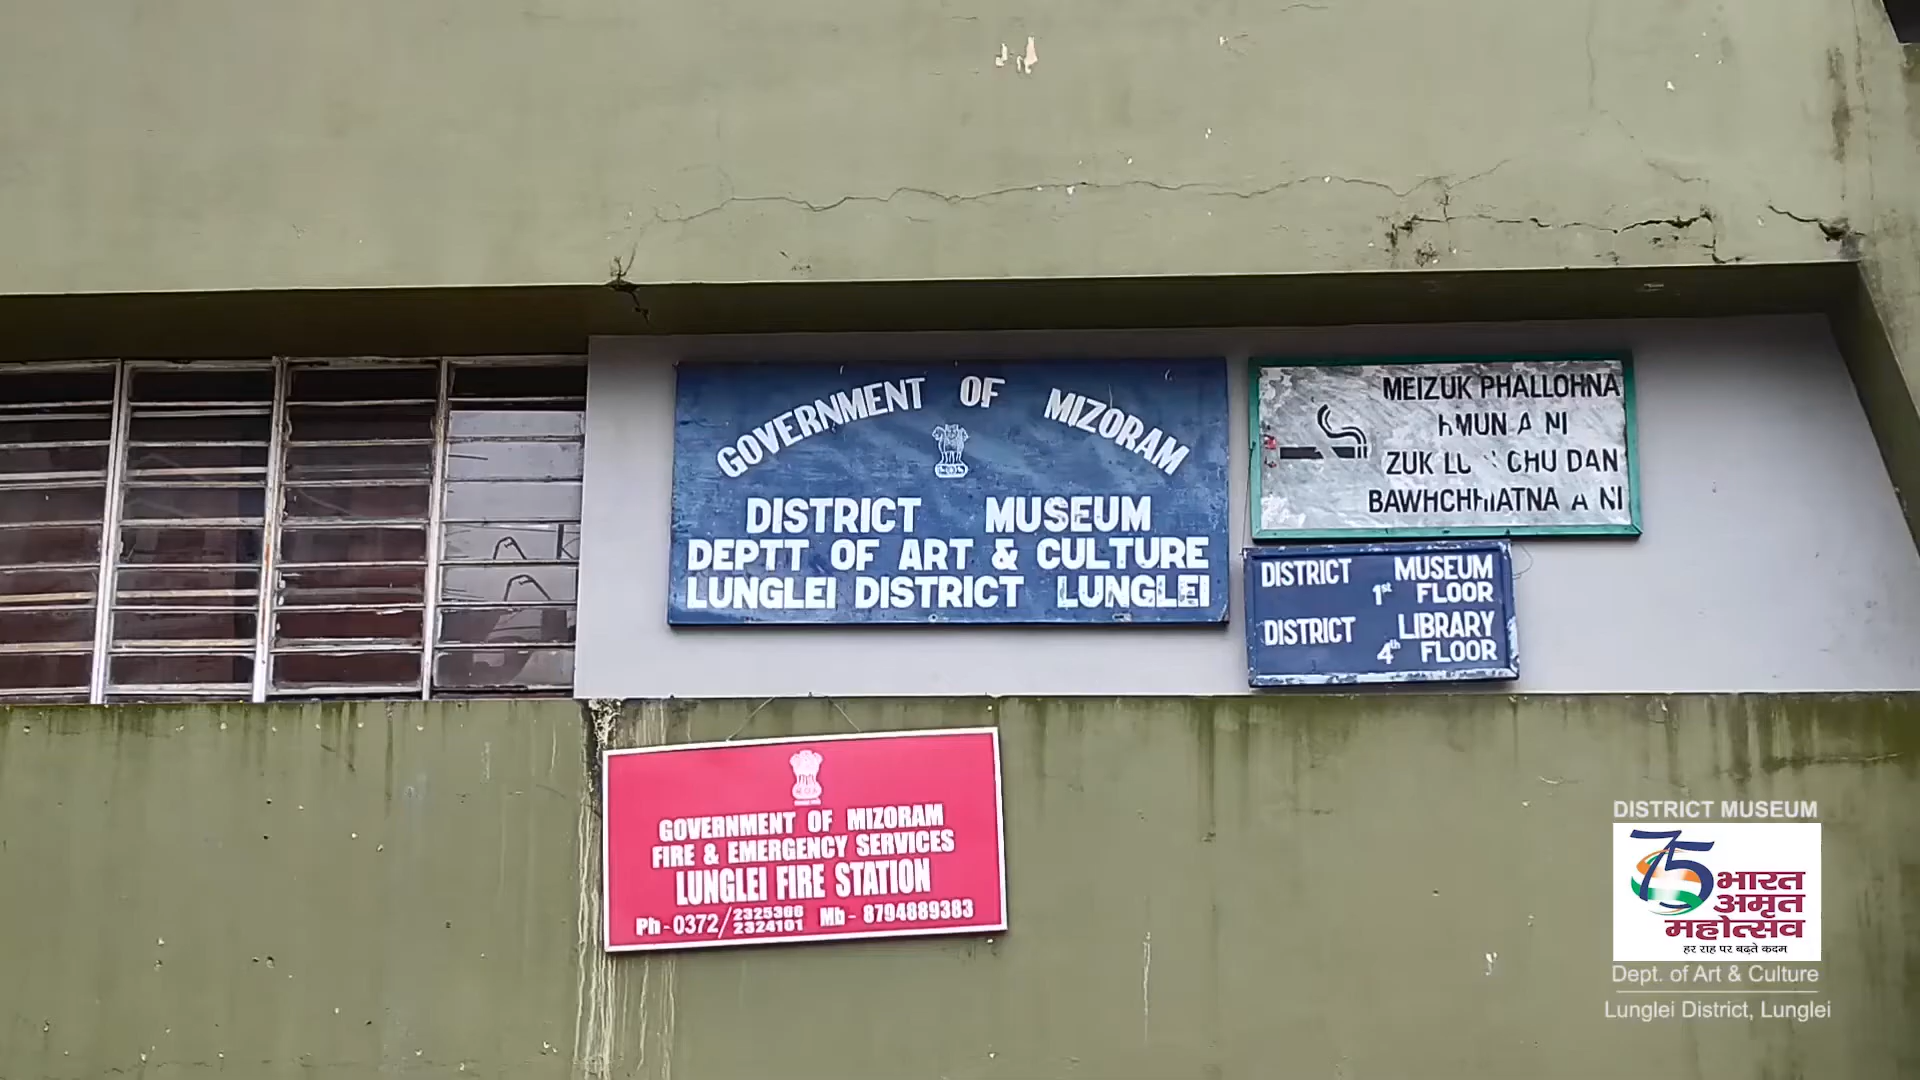 GOVERNMENT OF MIZORAM
DISTRICT MUSEUM
DEPTT OF ART & CULTURE
LUNGLEI DISTRICT LUNGLEI
MEIZUK PHALLOHNA
HMUN A NI
ZUK CHU DAN
BAWHCHHIATNA A NI
DISTRICT MUSEUM
1st FLOOR
DISTRICT LIBRARY
4th FLOOR
GOVERNMENT OF MIZORAM
FIRE & EMERGENCY SERVICES
LUNGLEI FIRE STATION
Ph - 0372/2325366 Mb - 8794889383
2324101
DISTRICT MUSEUM
75
भारत
अमृत
महोत्सव
हर राह पर बढ़ते कदम
Dept. of Art & Culture
Lunglei District, Lunglei